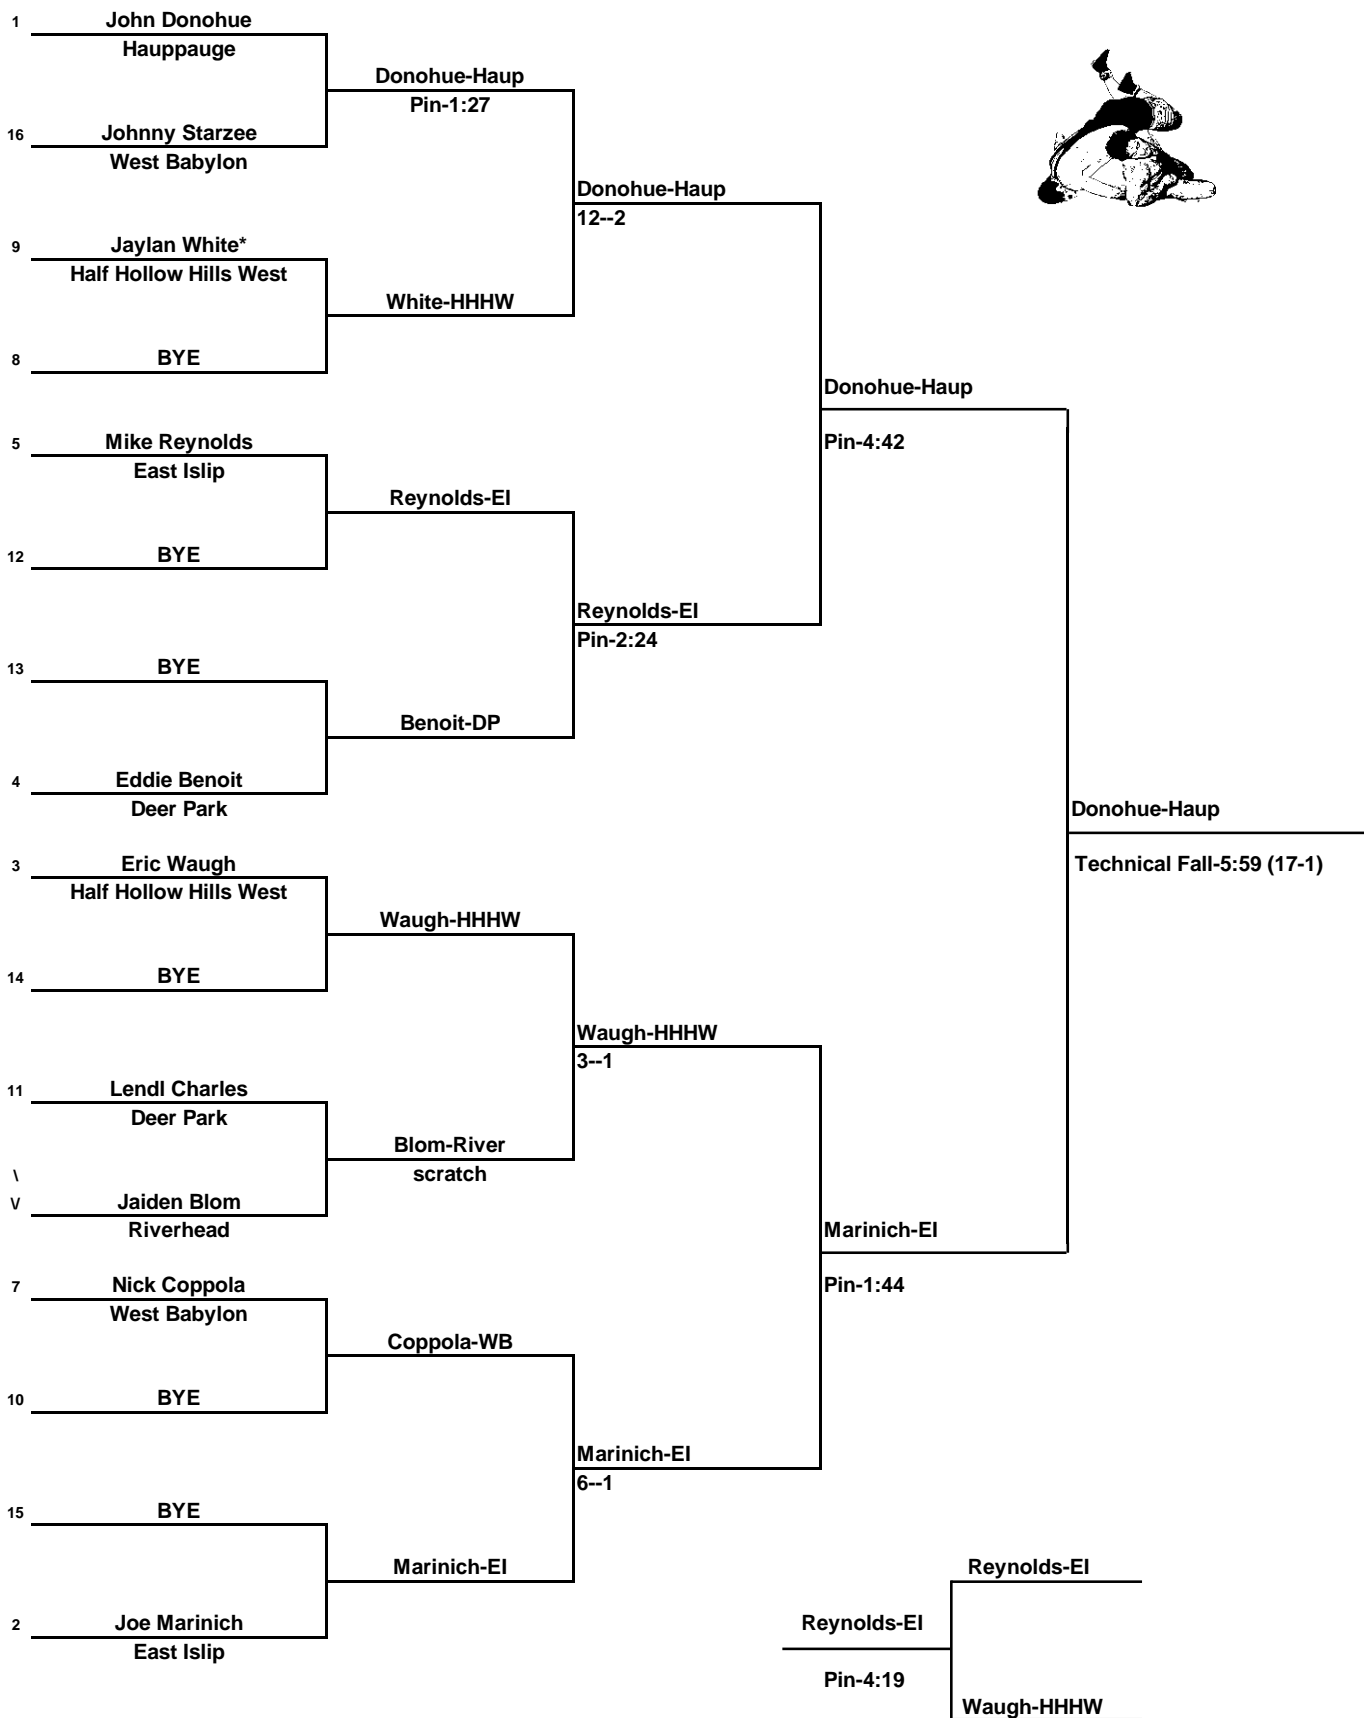 1 John Donohue
Hauppauge
Donohue-Haup
Pin-1:27
16 Johnny Starzee
West Babylon
Donohue-Haup
12--2
9 Jaylan White*
Half Hollow Hills West
White-HHHW
8 BYE
Donohue-Haup
Pin-4:42
5 Mike Reynolds
East Islip
Reynolds-EI
12 BYE
Reynolds-EI
Pin-2:24
13 BYE
Benoit-DP
4 Eddie Benoit
Deer Park
Donohue-Haup
Technical Fall-5:59 (17-1)
3 Eric Waugh
Half Hollow Hills West
Waugh-HHHW
14 BYE
Waugh-HHHW
3--1
11 Lendl Charles
Deer Park
Blom-River
scratch
\
V Jaiden Blom
Riverhead
Marinich-EI
Pin-1:44
7 Nick Coppola
West Babylon
Coppola-WB
10 BYE
Marinich-EI
6--1
15 BYE
Marinich-EI
2 Joe Marinich
East Islip
Reynolds-EI
Reynolds-EI
Pin-4:19
Waugh-HHHW